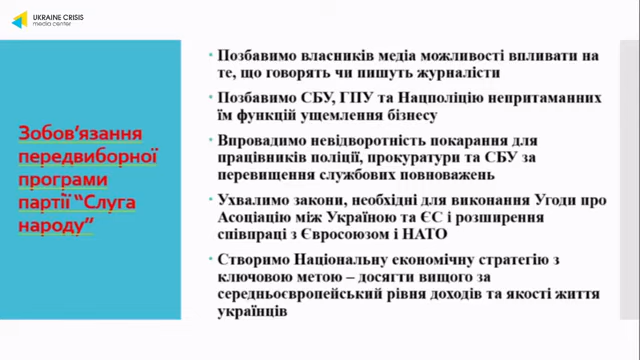 UKRAINE CRISIS
media center
Зобов’язання
передвиборної
програми
партії “Слуга
народу”
• Позбавимо власників медіа можливості впливати на
те, що говорять чи пишуть журналісти
• Позбавимо СБУ, ГПУ та Нацполіцію непритаманних
їм функцій ущемлення бізнесу
• Впровадимо невідворотність покарання для
працівників поліції, прокуратури та СБУ за
перевищення службових повноважень
• Ухвалимо закони, необхідні для виконання Угоди про
Асоціацію між Україною та ЄС і розширення
співпраці з Євросоюзом і НАТО
• Створимо Національну економічну стратегію з
ключовою метою – досягти вищого за
середньоєвропейський рівня доходів та якості життя
українців